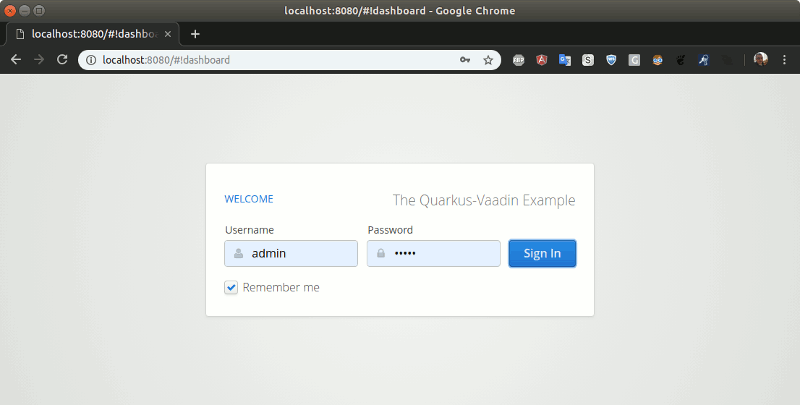 localhost:8080/#!dashboard - Google Chrome
localhost:8080/#!dashbo
localhost:8080/#!dashboard
WELCOME
The Quarkus-Vaadin Example
Username
Password
admin
•••••
Sign In
Remember me